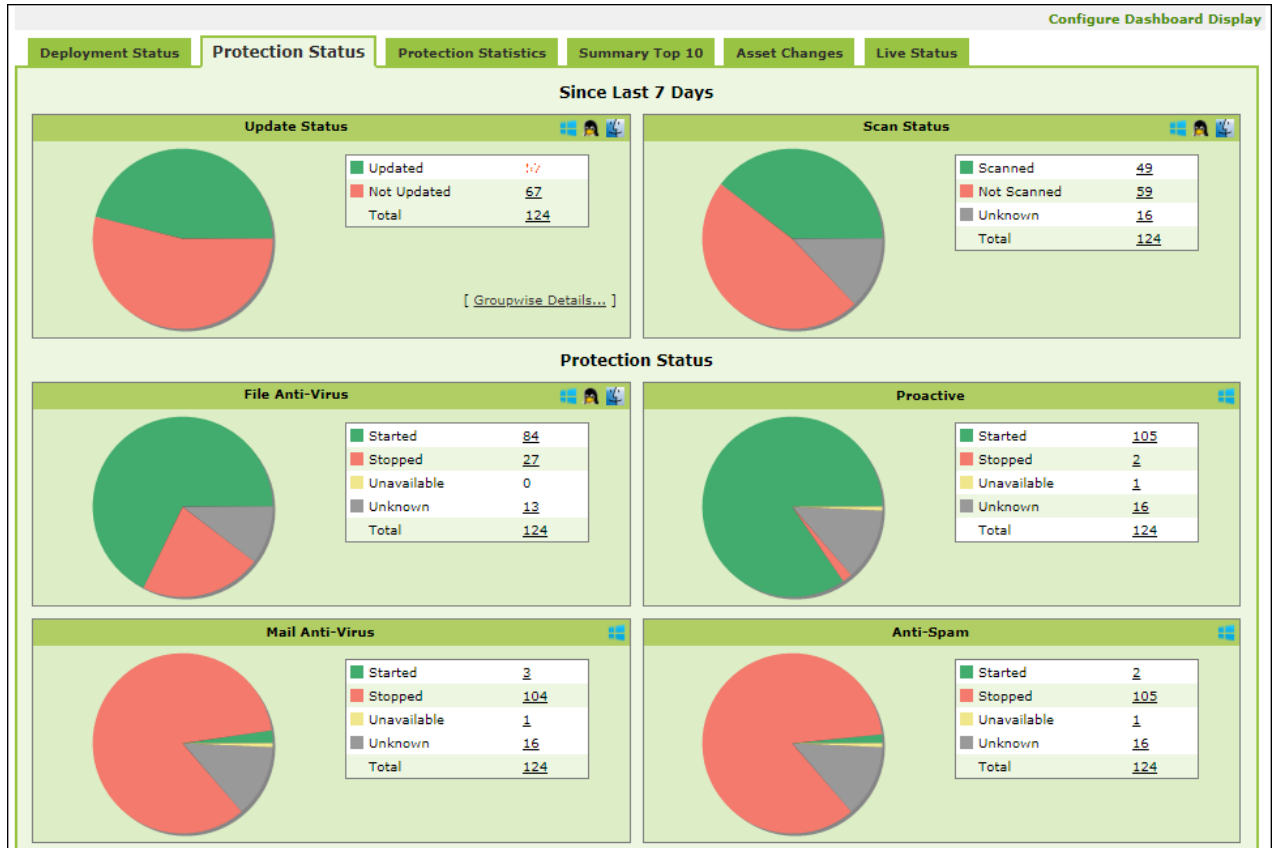 Configure Dashboard Display
Deployment Status Protection Status Protection Statistics Summary Top 10 Asset Changes Live Status
Since Last 7 Days
Update Status
Updated
Not Updated 67
Total 124
[ Groupwise Details... ]
Scan Status
Scanned 49
Not Scanned 59
Unknown 16
Total 124
Protection Status
File Anti-Virus
Started 84
Stopped 27
Unavailable 0
Unknown 13
Total 124
Proactive
Started 105
Stopped 2
Unavailable 1
Unknown 16
Total 124
Mail Anti-Virus
Started 3
Stopped 104
Unavailable 1
Unknown 16
Total 124
Anti-Spam
Started 2
Stopped 105
Unavailable 1
Unknown 16
Total 124